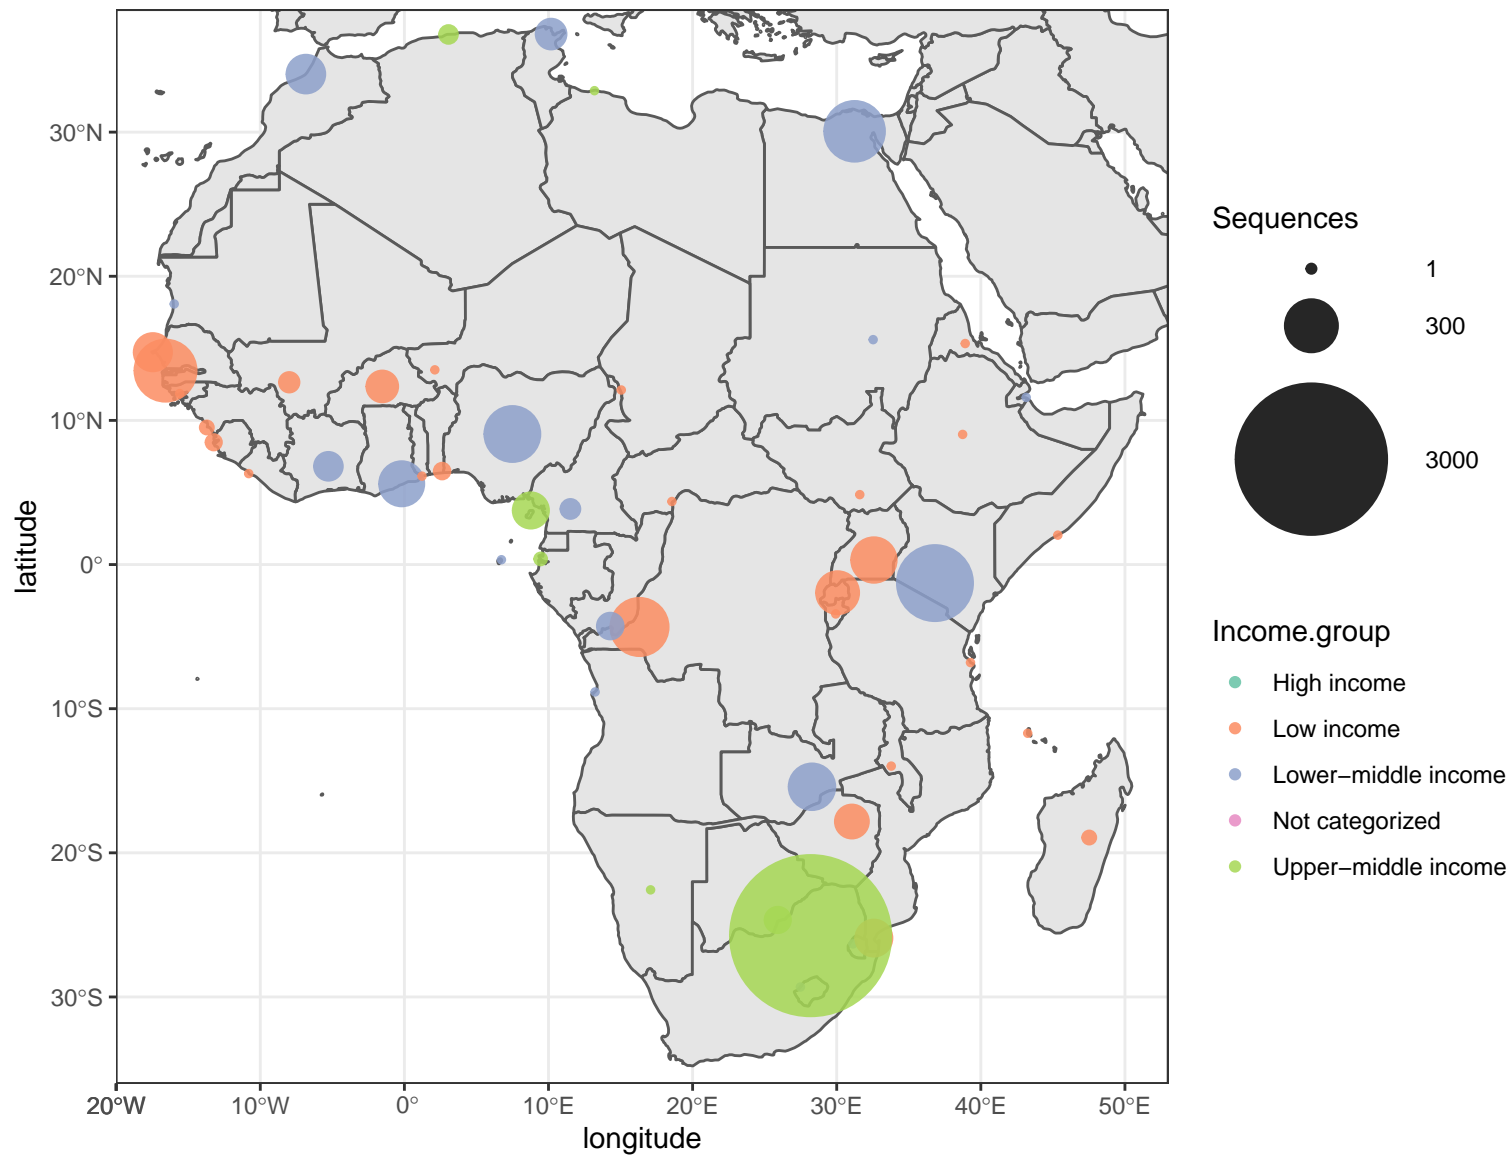 30°N
20°N
10°N
0°
10°S
20°S
30°S
latitude
20°W
10°W
0°
10°E
20°E
30°E
40°E
50°E
longitude
Sequences
1
300
3000
Income.group
High income
Low income
Lower−middle income
Not categorized
Upper−middle income